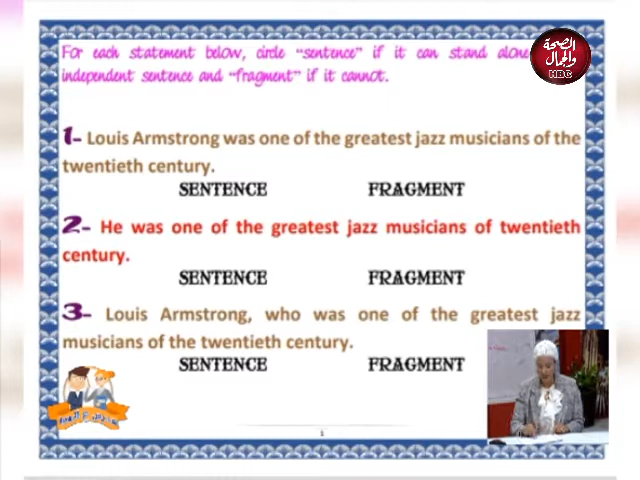 For each statement below, circle "sentence" if it can stand alone
independent sentence and "fragment" if it cannot.
الصحة
والجمال
HBC
1- Louis Armstrong was one of the greatest jazz musicians of the
twentieth century.
SENTENCE FRAGMENT
2- He was one of the greatest jazz musicians of twentieth
century.
SENTENCE FRAGMENT
3- Louis Armstrong, who was one of the greatest jazz
musicians of the twentieth century.
SENTENCE FRAGMENT
1